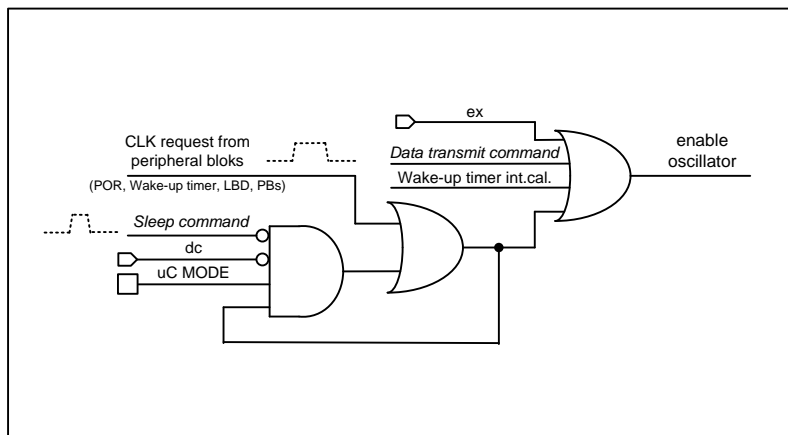 ex
CLK request from
peripheral bloks
(POR, Wake-up timer, LBD, PBs)
Data transmit command
Wake-up timer int.cal.
enable
oscillator
Sleep command
dc
uC MODE